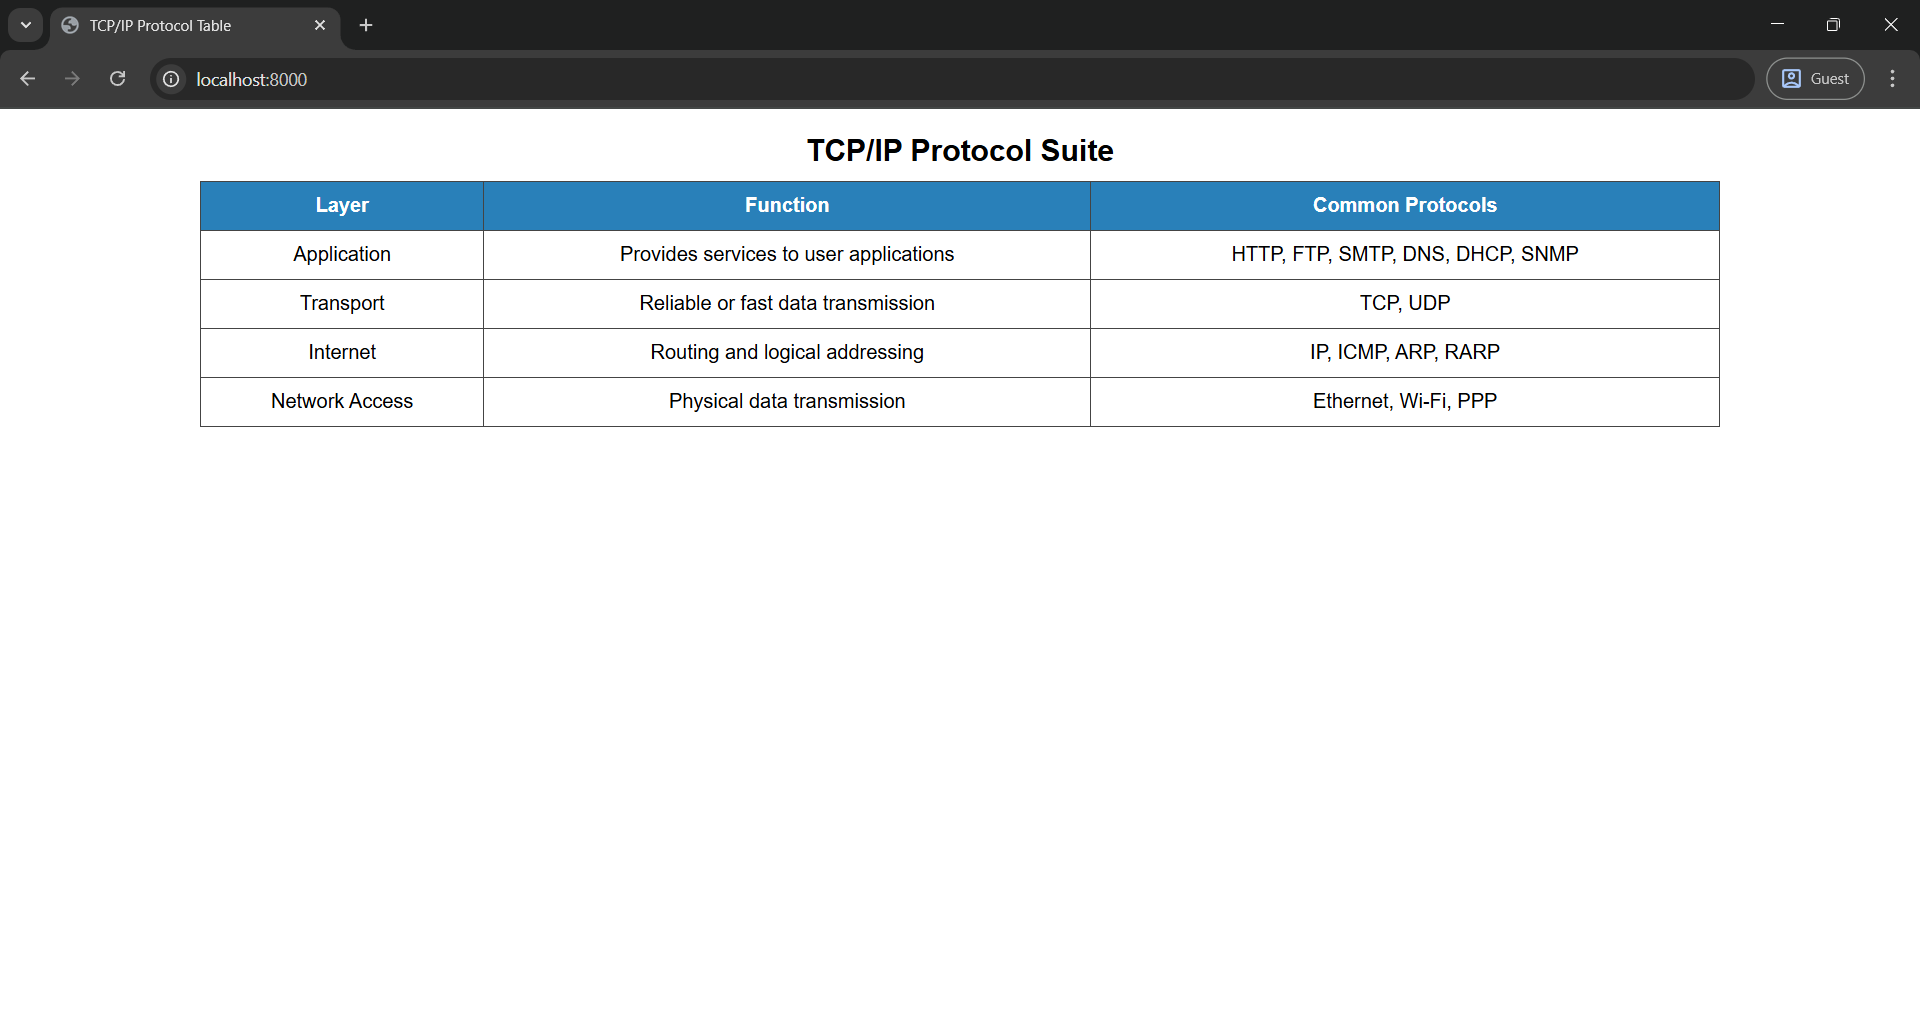 TCP/IP Protocol Table
localhost:8000
Guest
TCP/IP Protocol Suite
Layer Function Common Protocols
Application Provides services to user applications HTTP, FTP, SMTP, DNS, DHCP, SNMP
Transport Reliable or fast data transmission TCP, UDP
Internet Routing and logical addressing IP, ICMP, ARP, RARP
Network Access Physical data transmission Ethernet, Wi-Fi, PPP